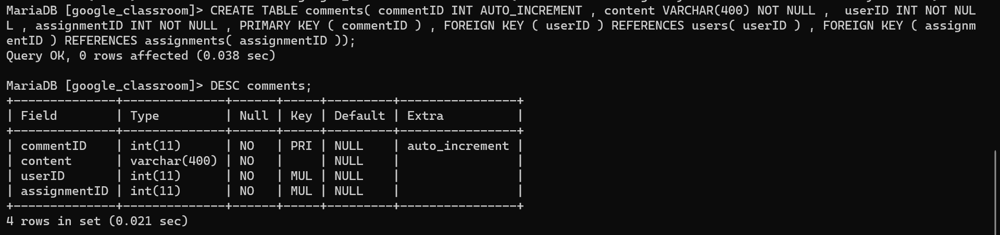 MariaDB [google_classroom]> CREATE TABLE comments( commentID INT AUTO_INCREMENT , content VARCHAR(400) NOT NULL ,  userID INT NOT NUL
L , assignmentID INT NOT NULL , PRIMARY KEY ( commentID ) , FOREIGN KEY ( userID ) REFERENCES users( userID ) , FOREIGN KEY ( assignm
entID ) REFERENCES assignments( assignmentID ));
Query OK, 0 rows affected (0.038 sec)
MariaDB [google_classroom]> DESC comments;
+--------------+--------------+------+-----+---------+----------------+
| Field        | Type         | Null | Key | Default | Extra          |
+--------------+--------------+------+-----+---------+----------------+
| commentID    | int(11)      | NO   | PRI | NULL    | auto_increment |
| content      | varchar(400) | NO   |     | NULL    |                |
| userID       | int(11)      | NO   | MUL | NULL    |                |
| assignmentID | int(11)      | NO   | MUL | NULL    |                |
+--------------+--------------+------+-----+---------+----------------+
4 rows in set (0.021 sec)